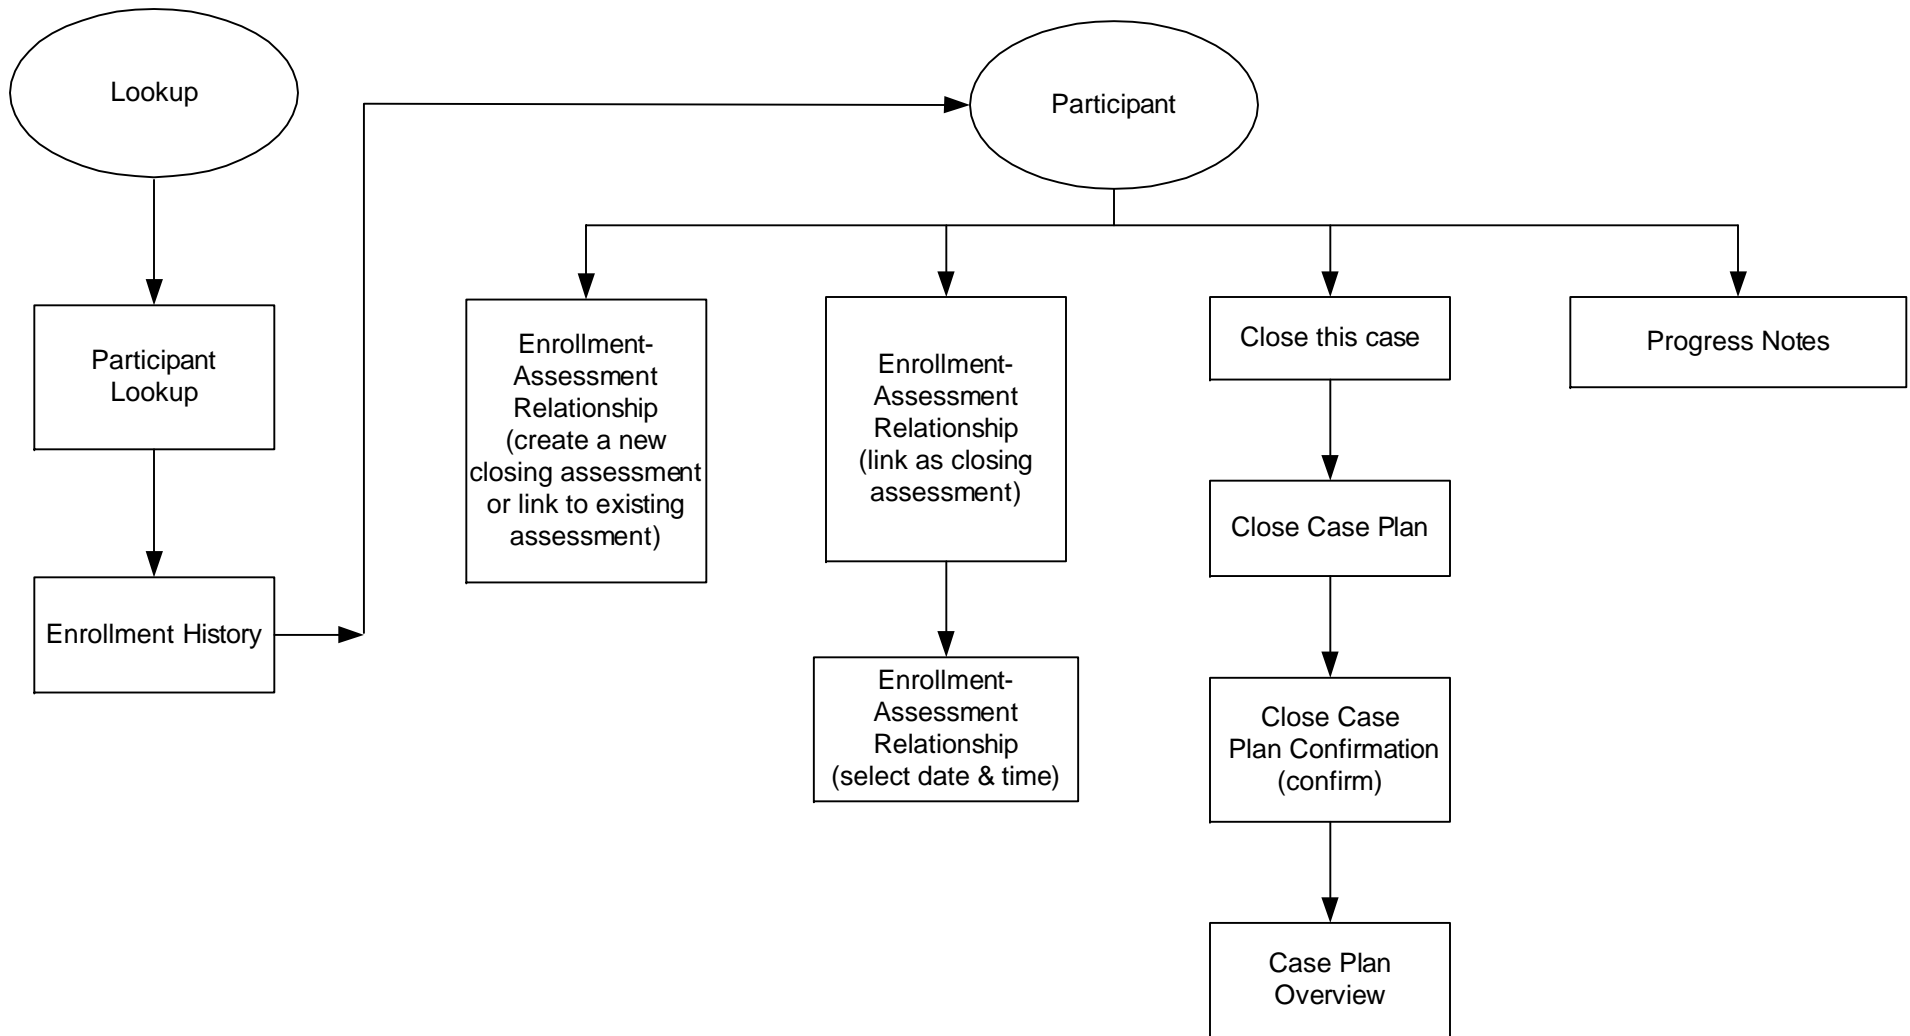 Lookup
Participant
Participant
Lookup
Enrollment History
Enrollment-
Assessment
Relationship
(create a new
closing assessment
or link to existing
assessment)
Enrollment-
Assessment
Relationship
(link as closing
assessment)
Enrollment-
Assessment
Relationship
(select date & time)
Close this case
Close Case Plan
Close Case
Plan Confirmation
(confirm)
Case Plan
Overview
Progress Notes